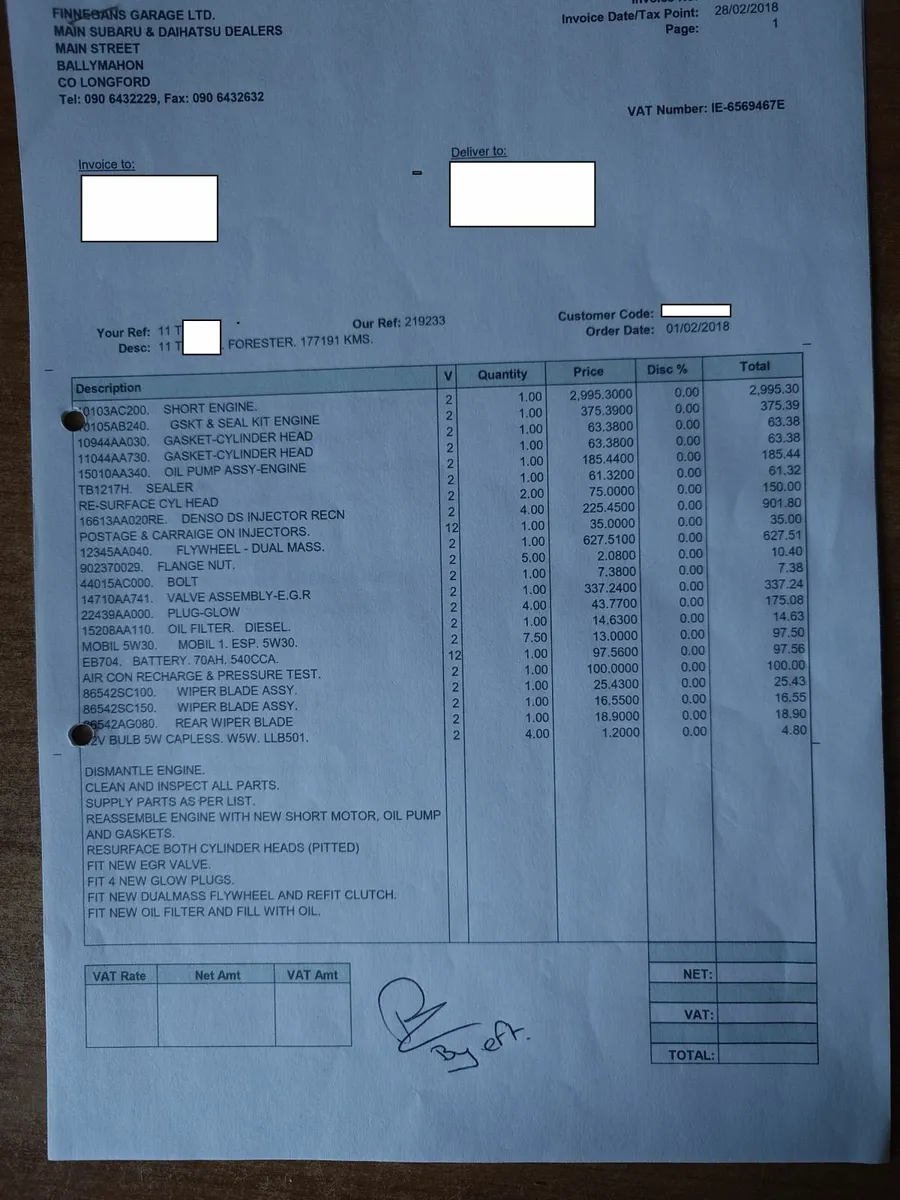 FINNEGANS GARAGE LTD.
MAIN SUBARU & DAIHATSU DEALERS
MAIN STREET
BALLYMAHON
CO LONGFORD
Tel: 090 6432229, Fax: 090 6432632
Invoice Date/Tax Point: 28/02/2018
Page: 1
VAT Number: IE-6569467E
Invoice to:
Deliver to:
Your Ref: 11 T
Our Ref: 219233
Desc: 11 T FORESTER. 177191 KMS.
Customer Code:
Order Date: 01/02/2018
Description V Quantity Price Disc % Total
0103AC200. SHORT ENGINE. 2 1.00 2,995.3000 0.00 2,995.30
0105AB240. GSKT & SEAL KIT ENGINE 2 1.00 375.3900 0.00 375.39
10944AA030. GASKET-CYLINDER HEAD 2 1.00 63.3800 0.00 63.38
11044AA730. GASKET-CYLINDER HEAD 2 1.00 63.3800 0.00 63.38
15010AA340. OIL PUMP ASSY-ENGINE 2 1.00 185.4400 0.00 185.44
TB1217H. SEALER 2 1.00 61.3200 0.00 61.32
RE-SURFACE CYL HEAD 2 2.00 75.0000 0.00 150.00
16613AA020RE. DENSO DS INJECTOR RECN 2 4.00 225.4500 0.00 901.80
POSTAGE & CARRAIGE ON INJECTORS. 12 1.00 35.0000 0.00 35.00
12345AA040. FLYWHEEL - DUAL MASS. 2 1.00 627.5100 0.00 627.51
902370029. FLANGE NUT. 2 5.00 2.0800 0.00 10.40
44015AC000. BOLT 2 1.00 7.3800 0.00 7.38
14710AA741. VALVE ASSEMBLY-E.G.R 2 1.00 337.2400 0.00 337.24
22439AA000. PLUG-GLOW 2 4.00 43.7700 0.00 175.08
15208AA110. OIL FILTER. DIESEL. 2 1.00 14.6300 0.00 14.63
MOBIL 5W30. MOBIL 1. ESP. 5W30. 2 7.50 13.0000 0.00 97.50
EB704. BATTERY. 70AH. 540CCA. 12 1.00 97.5600 0.00 97.56
AIR CON RECHARGE & PRESSURE TEST. 2 1.00 100.0000 0.00 100.00
86542SC100. WIPER BLADE ASSY. 2 1.00 25.4300 0.00 25.43
86542SC150. WIPER BLADE ASSY. 2 1.00 16.5500 0.00 16.55
86542AG080. REAR WIPER BLADE 2 1.00 18.9000 0.00 18.90
2V BULB 5W CAPLESS. W5W. LLB501. 2 4.00 1.2000 0.00 4.80
DISMANTLE ENGINE.
CLEAN AND INSPECT ALL PARTS.
SUPPLY PARTS AS PER LIST.
REASSEMBLE ENGINE WITH NEW SHORT MOTOR, OIL PUMP
AND GASKETS.
RESURFACE BOTH CYLINDER HEADS (PITTED)
FIT NEW EGR VALVE.
FIT 4 NEW GLOW PLUGS.
FIT NEW DUALMASS FLYWHEEL AND REFIT CLUTCH.
FIT NEW OIL FILTER AND FILL WITH OIL.
VAT Rate Net Amt VAT Amt
NET:
VAT:
TOTAL:
By eft.